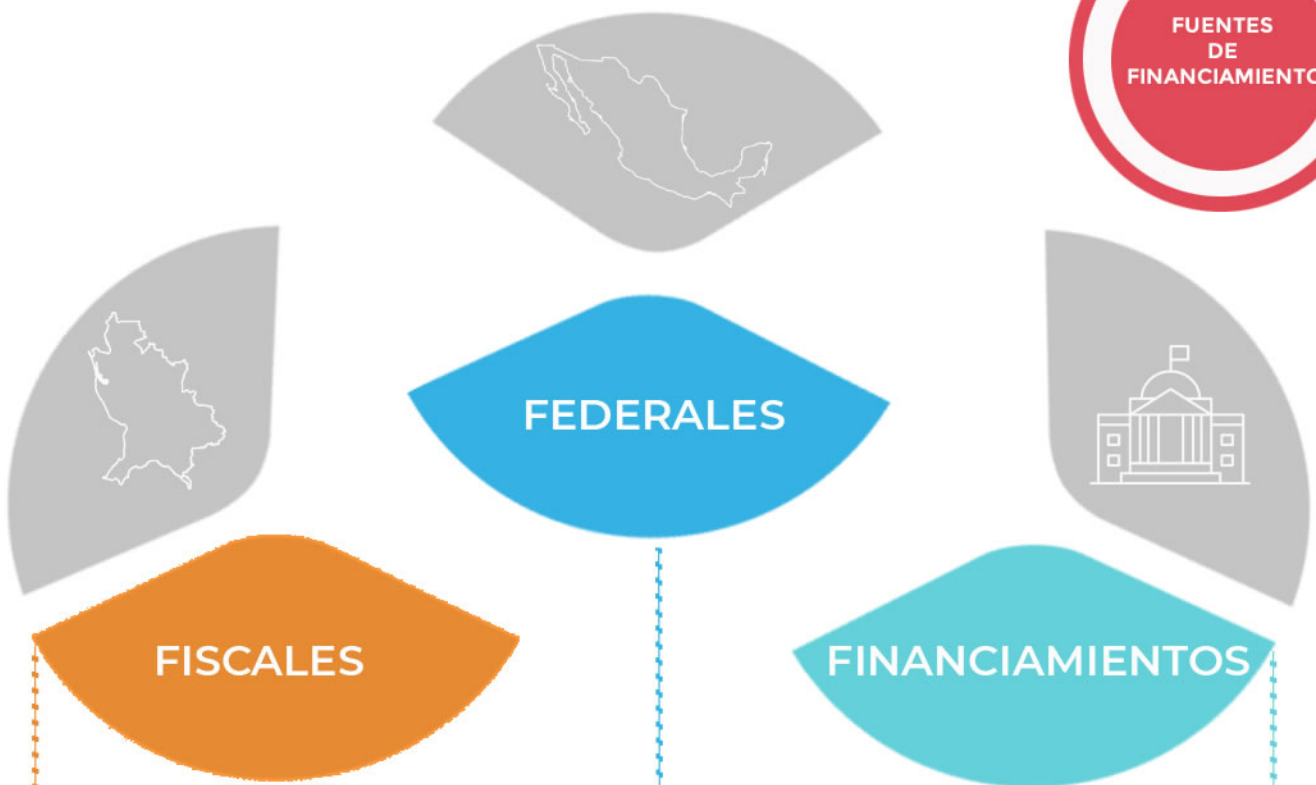 FUENTES
DE
FINANCIAMIENTO
FEDERALES
FISCALES
FINANCIAMIENTOS